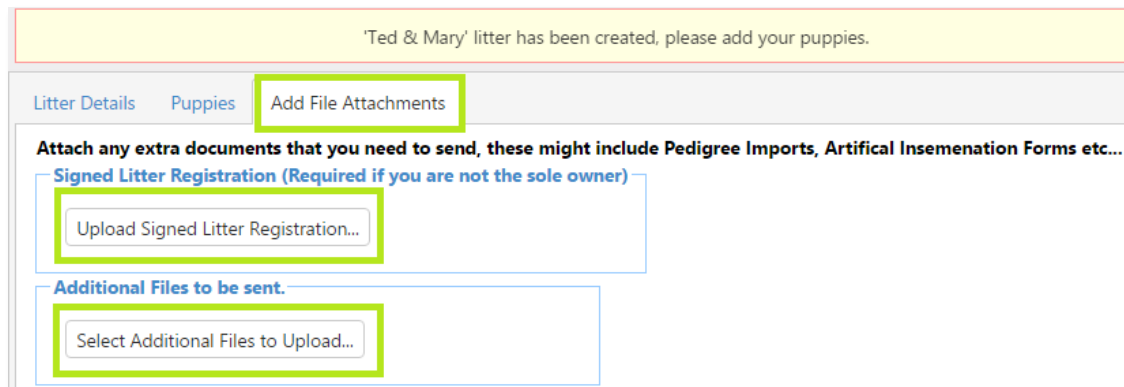 'Ted & Mary' litter has been created, please add your puppies.
Litter Details Puppies Add File Attachments
Attach any extra documents that you need to send, these might include Pedigree Imports, Artifical Insemenation Forms etc...
Signed Litter Registration (Required if you are not the sole owner)
Upload Signed Litter Registration...
Additional Files to be sent.
Select Additional Files to Upload...